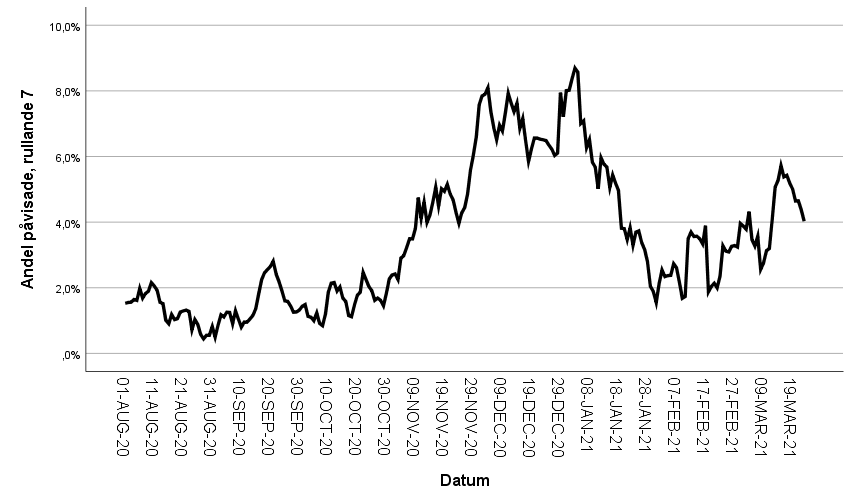 10,0%
8,0%
6,0%
4,0%
2,0%
,0%
Andel påvisade, rullande 7
01-AUG-20
11-AUG-20
21-AUG-20
31-AUG-20
10-SEP-20
20-SEP-20
30-SEP-20
10-OCT-20
20-OCT-20
30-OCT-20
09-NOV-20
19-NOV-20
29-NOV-20
09-DEC-20
19-DEC-20
29-DEC-20
08-JAN-21
18-JAN-21
28-JAN-21
07-FEB-21
17-FEB-21
27-FEB-21
09-MAR-21
19-MAR-21
Datum